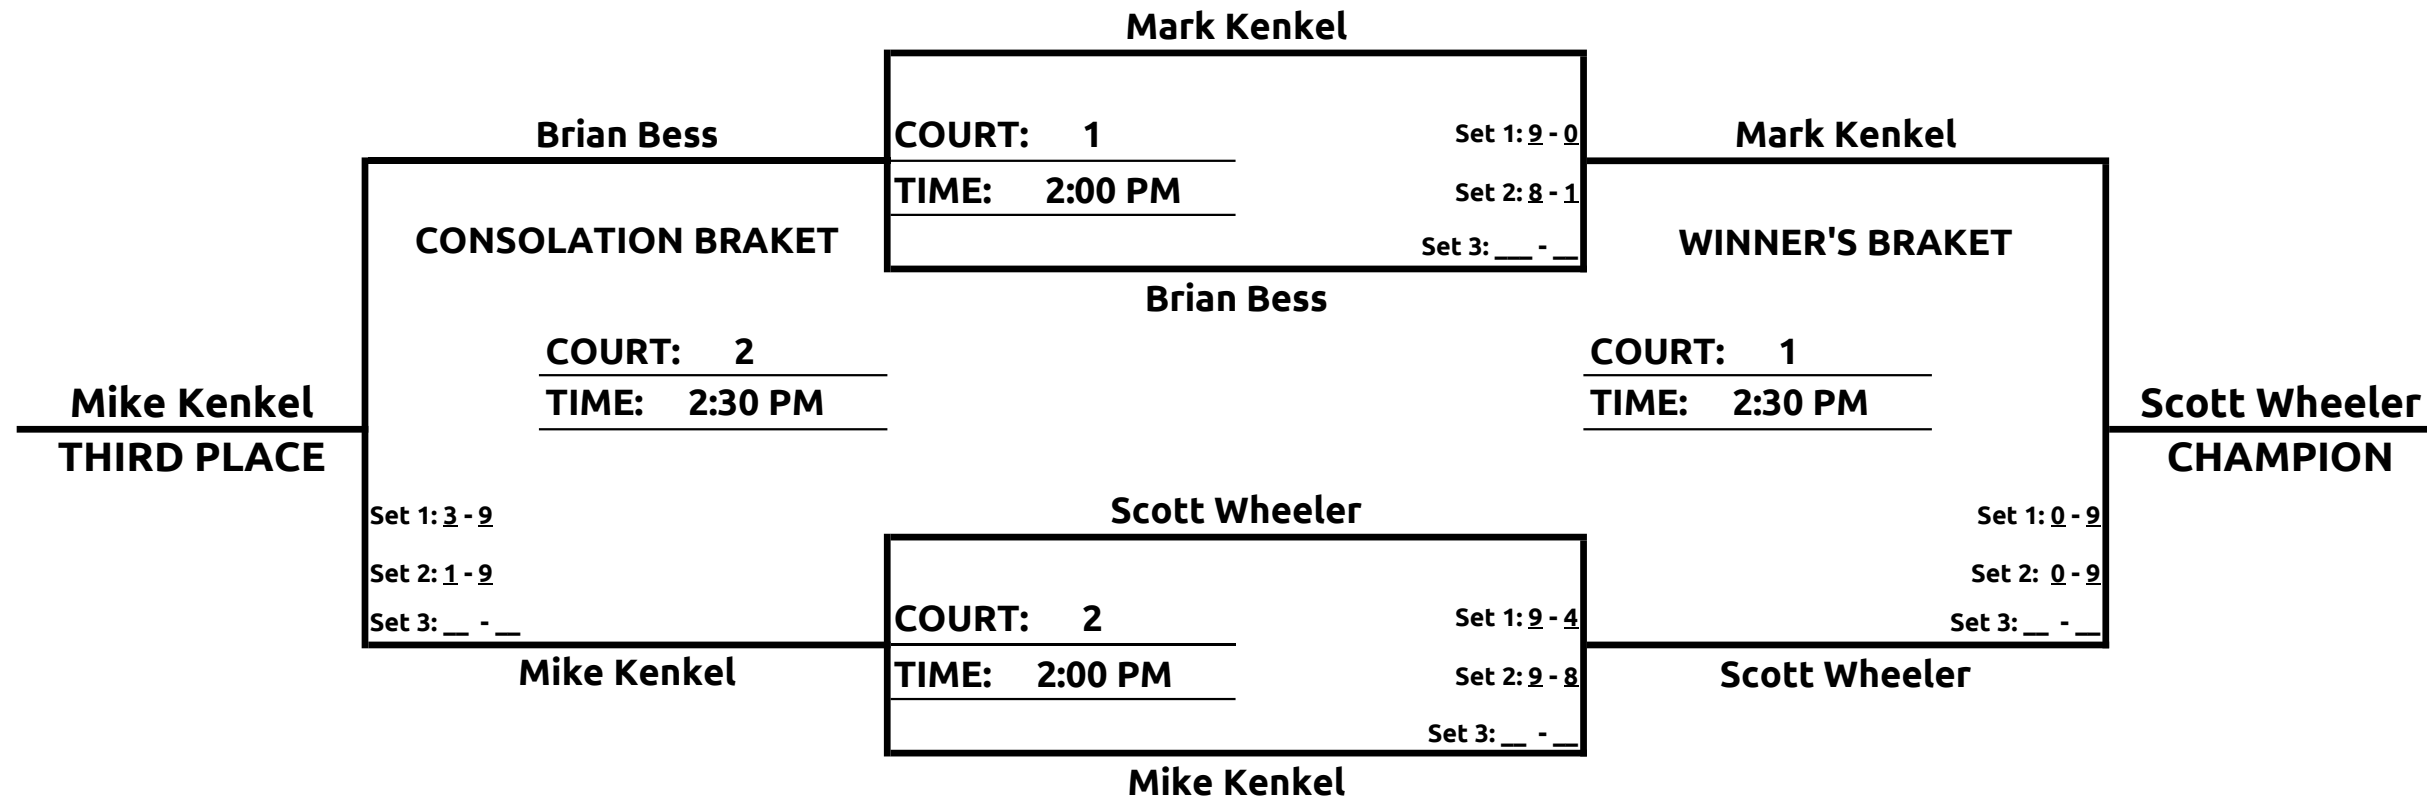 Mark Kenkel
Brian Bess
COURT: 1
Set 1: 9 - 0
Mark Kenkel
TIME: 2:00 PM
Set 2: 8 - 1
CONSOLATION BRAKET
Set 3: ___ - __
WINNER'S BRAKET
Brian Bess
COURT: 2
COURT: 1
Mike Kenkel
TIME: 2:30 PM
TIME: 2:30 PM
Scott Wheeler
THIRD PLACE
CHAMPION
Scott Wheeler
Set 1: 3 - 9
Set 1: 0 - 9
Set 2: 1 - 9
Set 2: 0 - 9
Set 3: __ - __
COURT: 2
Set 1: 9 - 4
Set 3: __ - __
Mike Kenkel
TIME: 2:00 PM
Set 2: 9 - 8
Scott Wheeler
Set 3: __ - __
Mike Kenkel